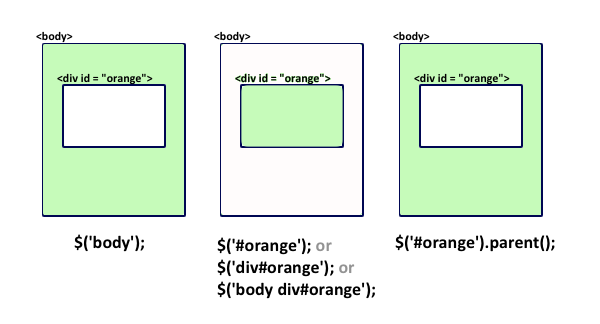 <body>
<div id = "orange">
$('body');
<body>
<div id = "orange">
$('#orange'); or
$('div#orange'); or
$('body div#orange');
<body>
<div id = "orange">
$('#orange').parent();